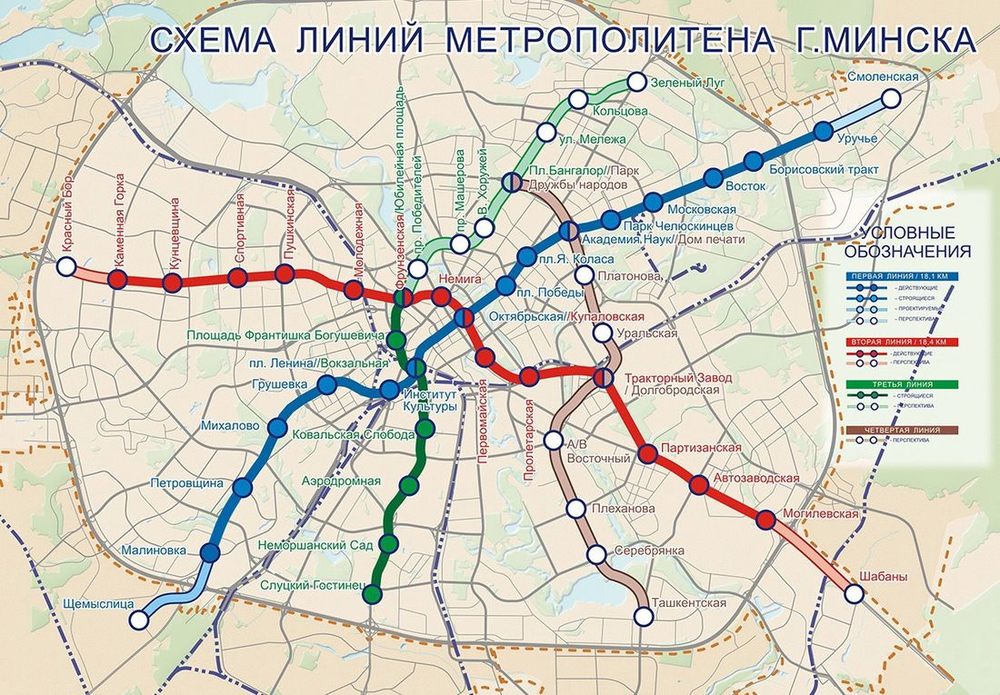 СХЕМА ЛИНИЙ МЕТРОПОЛИТЕНА Г.МИНСКА
Зеленый Луг
Кольцова
ул. Мележа
Пл.Бангалор//Парк
Дружбы народов
В. Хоружей
пр. Машерова
пр. Победителей
Фрунзенская/Юбилейная площадь
Смоленская
Уручье
Борисовский тракт
Восток
Московская
Парк Челюскинцев
Академия Наук//Дом печати
пл.Я. Коласа
пл. Победы
Октябрьская//Купаловская
Красный Бор
Каменная Горка
Кунцевщина
Спортивная
Пушкинская
Молодежная
Немига
Платонова
Уральская
Площадь Франтишка Богушевича
пл. Ленина//Вокзальная
Грушевка
Институт
Культуры
Михалово
Петровщина
Малиновка
Щемыслица
Ковальская Слобода
Аэродромная
Неморшанский Сад
Слуцкий Гостинец
Первомайская
Пролетарская
Тракторный Завод
/ Долгобродская
А/В
Восточный
Плеханова
Серебрянка
Ташкентская
Партизанская
Автозаводская
Могилевская
Шабаны
УСЛОВНЫЕ
ОБОЗНАЧЕНИЯ
ПЕРВАЯ ЛИНИЯ / 18,1 КМ
- ДЕЙСТВУЮЩИЕ
- СТРОЯЩИЕСЯ
- ПРОЕКТИРУЕМЫЕ
- ПЕРСПЕКТИВА
ВТОРАЯ ЛИНИЯ / 18,4 КМ
- ДЕЙСТВУЮЩИЕ
- ПЕРСПЕКТИВА
ТРЕТЬЯ ЛИНИЯ
- СТРОЯЩИЕСЯ
- ПЕРСПЕКТИВА
ЧЕТВЕРТАЯ ЛИНИЯ
- ПЕРСПЕКТИВА